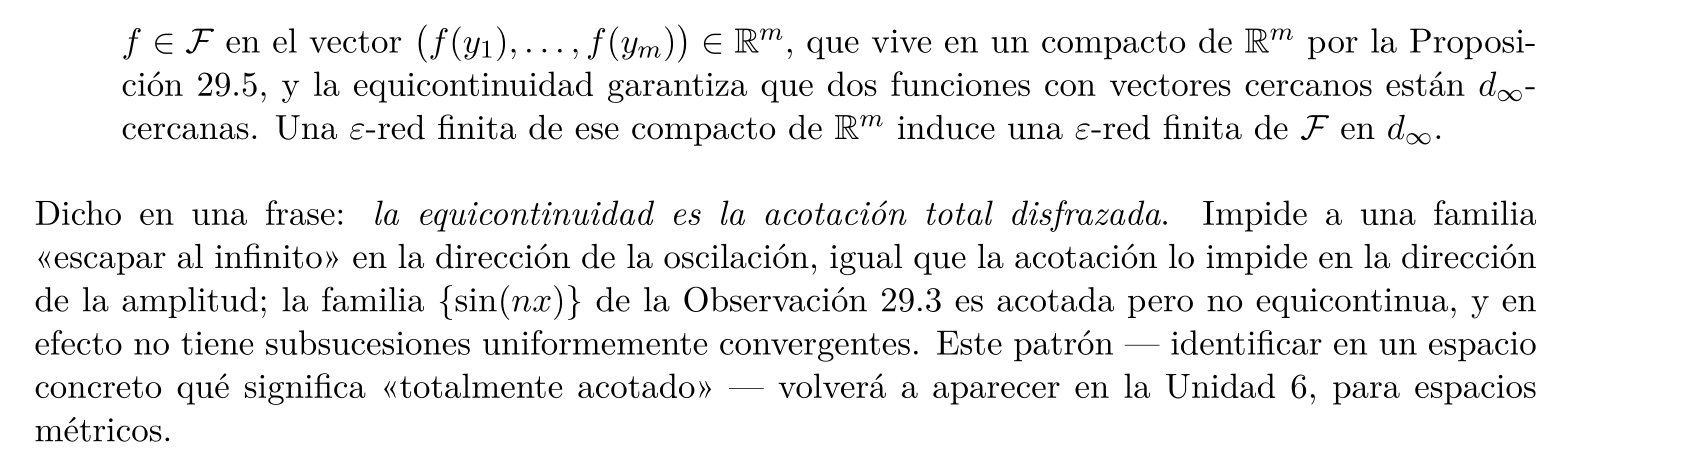 f ∈ ℱ en el vector (f(y₁), . . . , f(yₘ)) ∈ ℝᵐ, que vive en un compacto de ℝᵐ por la Proposi-
ción 29.5, y la equicontinuidad garantiza que dos funciones con vectores cercanos están d∞-
cercanas. Una ε-red finita de ese compacto de ℝᵐ induce una ε-red finita de ℱ en d∞.
Dicho en una frase: la equicontinuidad es la acotación total disfrazada. Impide a una familia
«escapar al infinito» en la dirección de la oscilación, igual que la acotación lo impide en la dirección
de la amplitud; la familia {sin(nx)} de la Observación 29.3 es acotada pero no equicontinua, y en
efecto no tiene subsucesiones uniformemente convergentes. Este patrón — identificar en un espacio
concreto qué significa «totalmente acotado» — volverá a aparecer en la Unidad 6, para espacios
métricos.